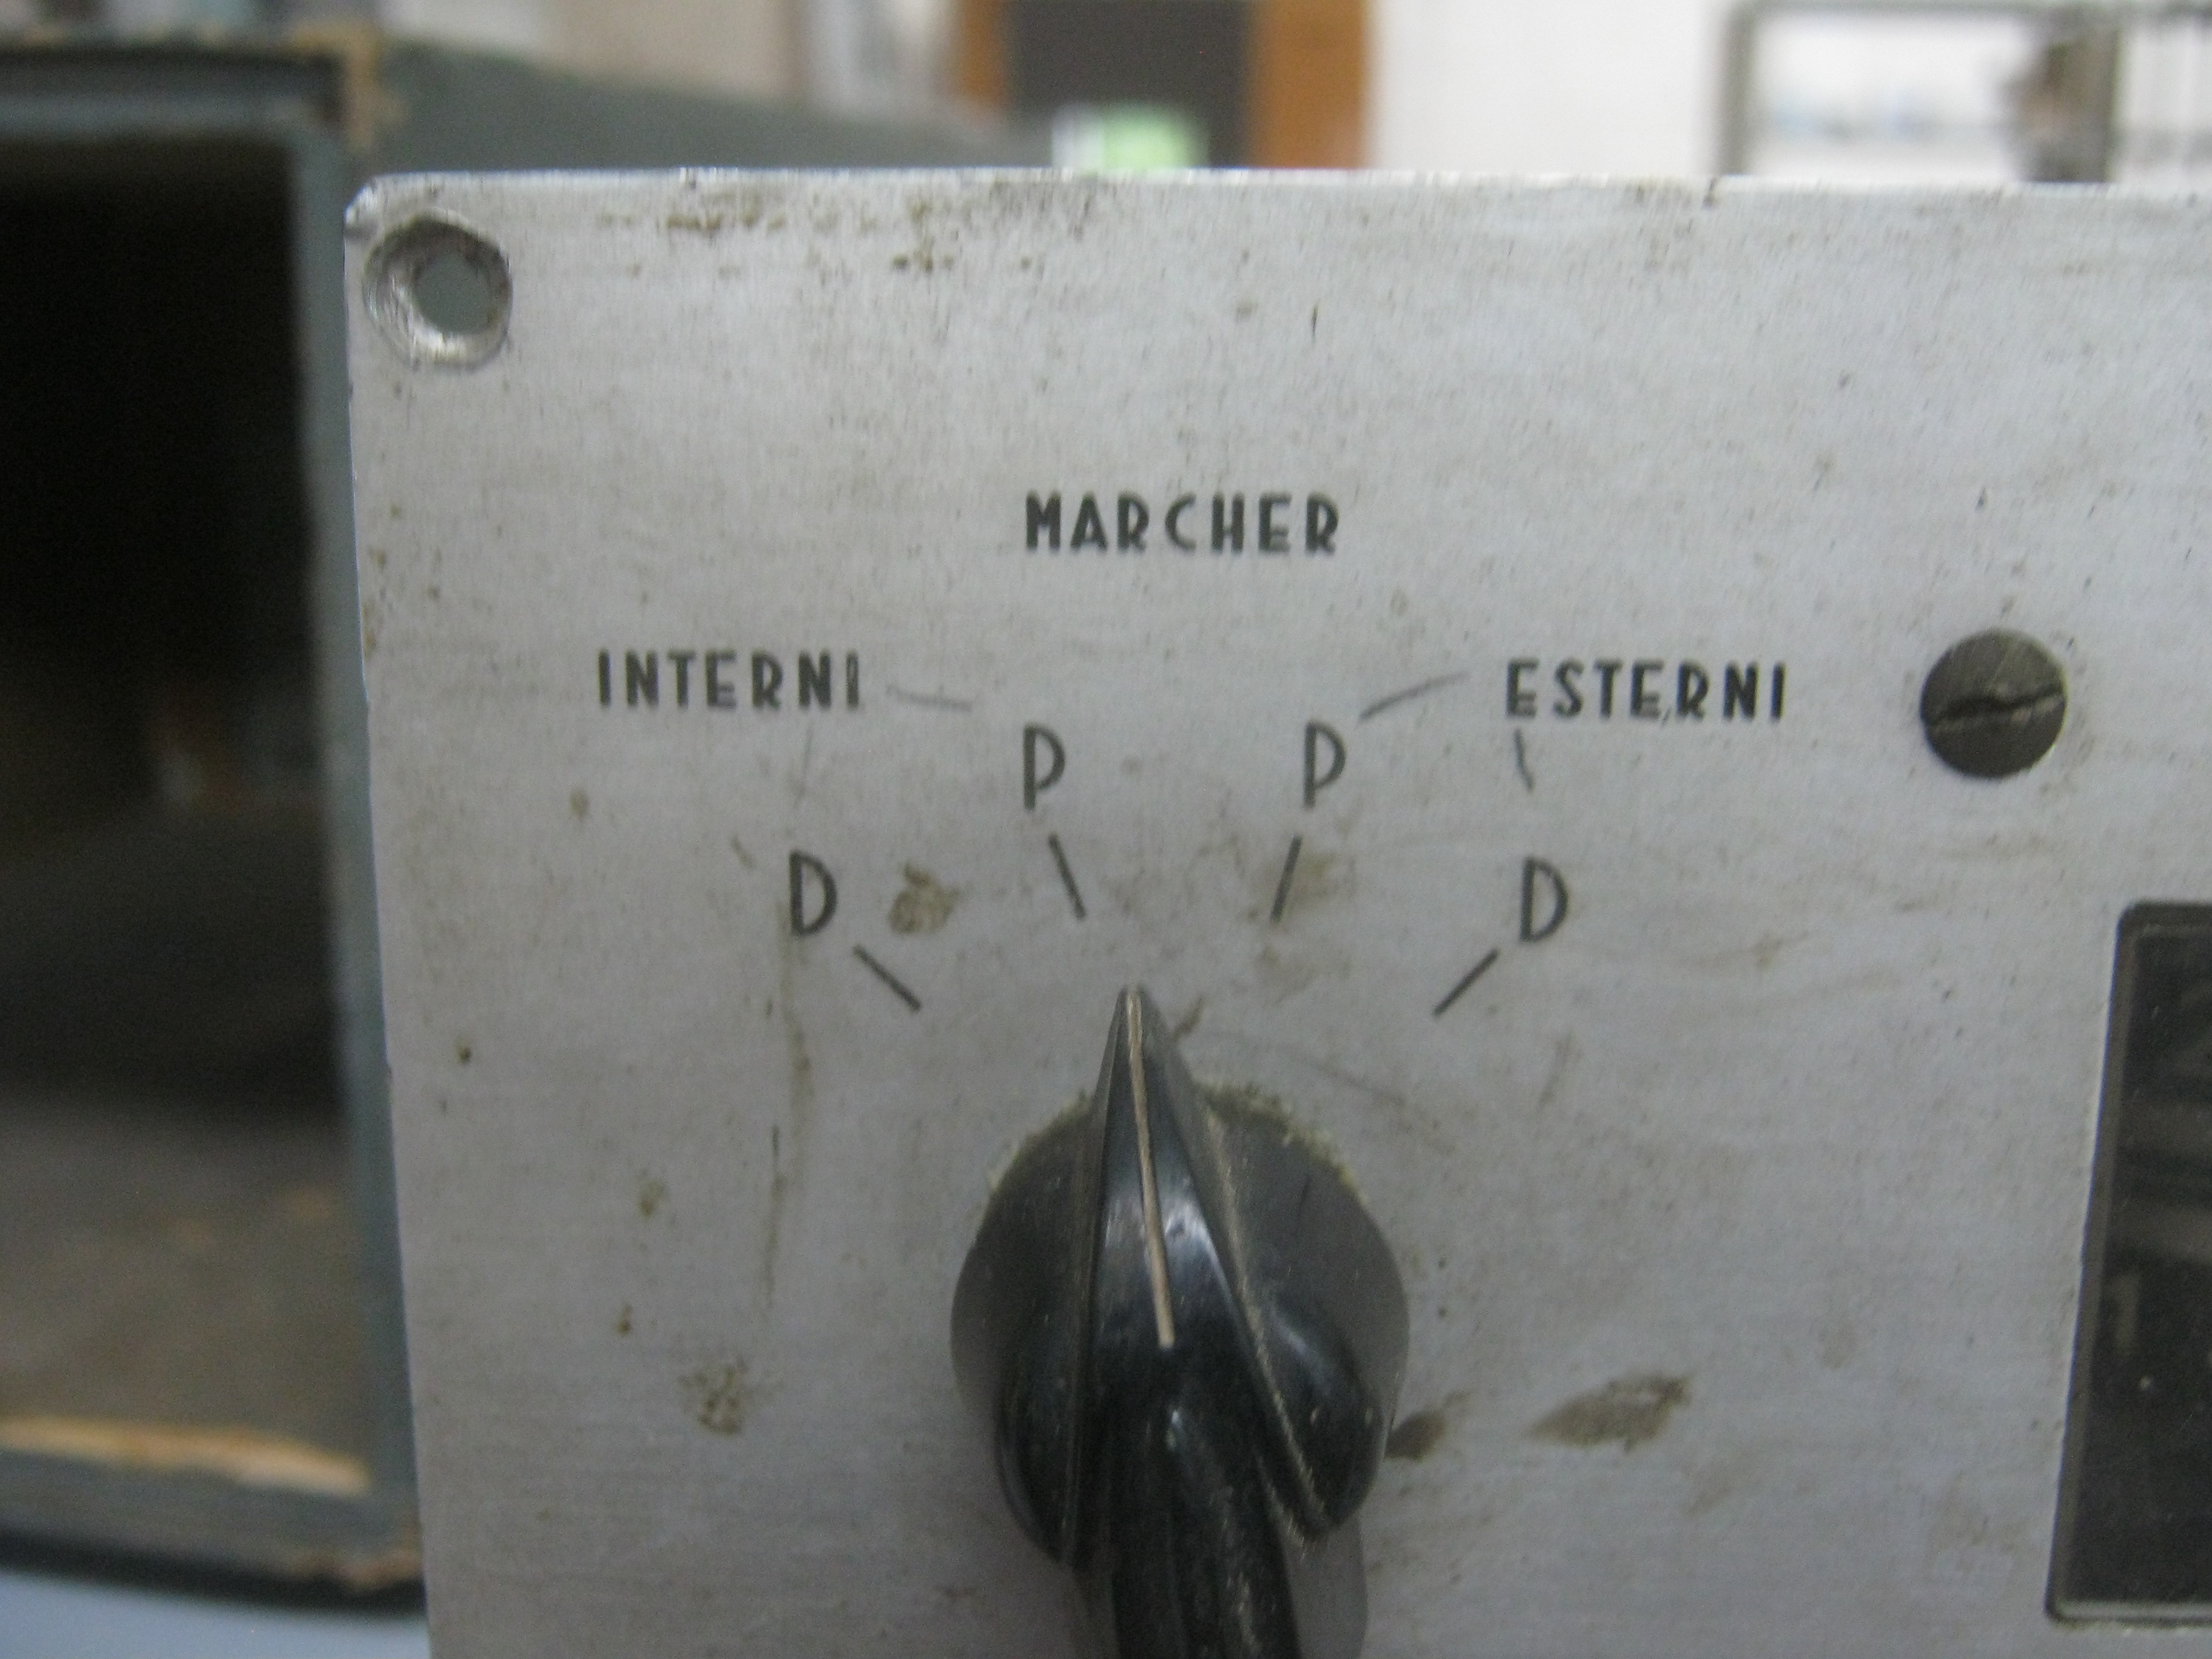 MARCHER
INTERNI ESTERNI
P P
D D